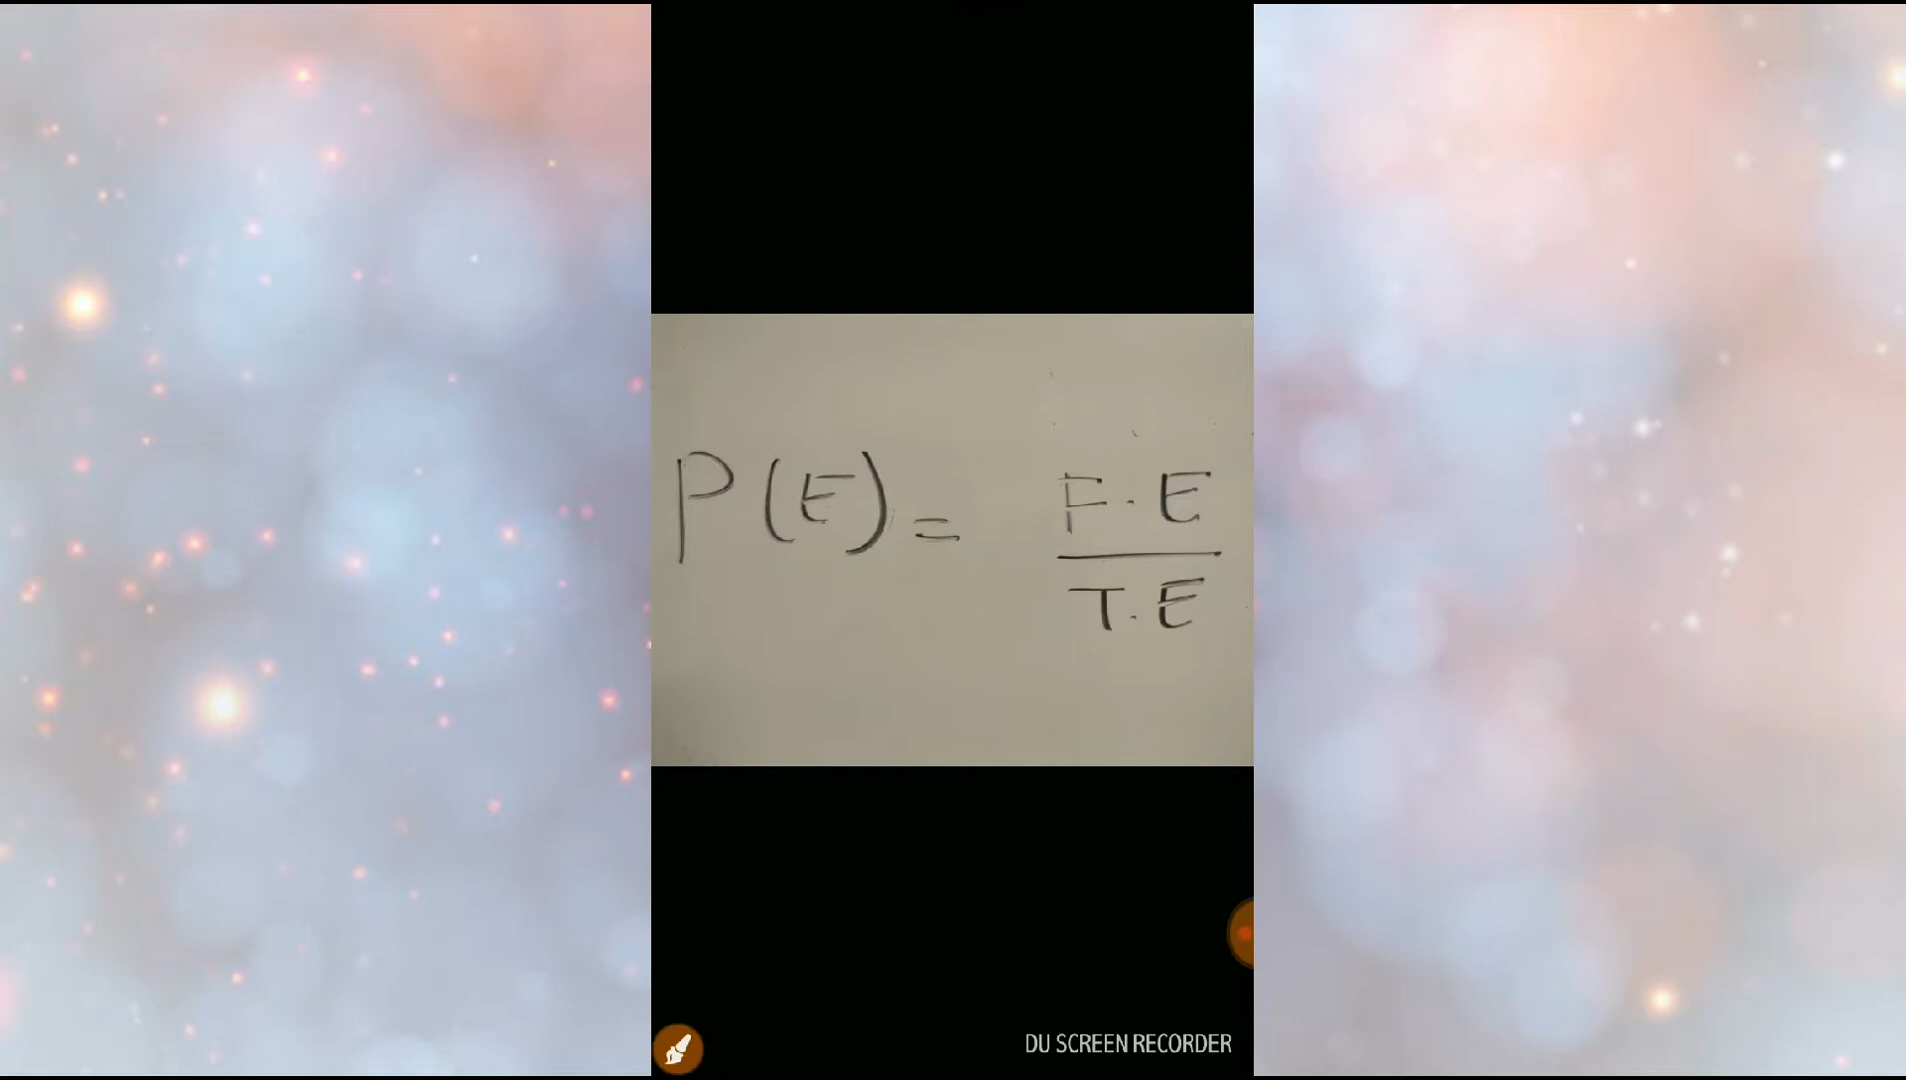 P(E) = F.E
T.E
DU SCREEN RECORDER